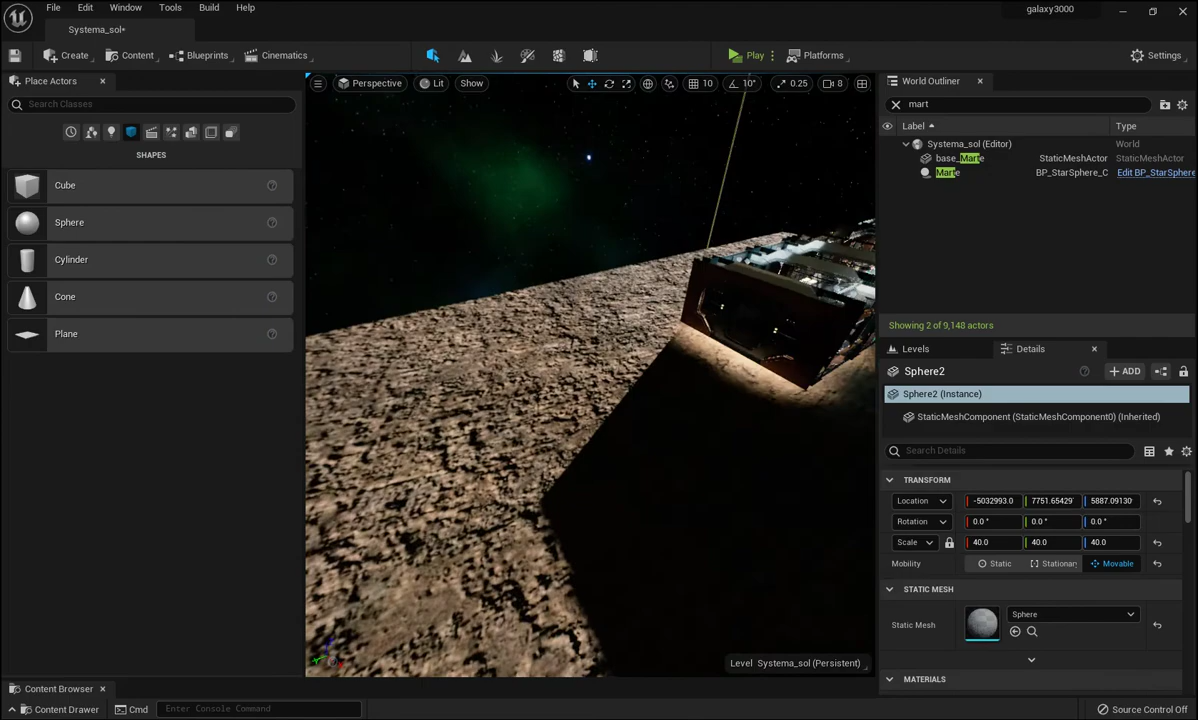 File Edit Window Tools Build Help
galaxy3000
Systema_sol•
Create Content Blueprints Cinematics
Play Platforms
Settings
Place Actors
Search Classes
SHAPES
Cube
Sphere
Cylinder
Cone
Plane
Perspective Lit Show
10 10° 0.25 8
Level Systema_sol (Persistent)
World Outliner
mart
Label Type
Systema_sol (Editor) World
base_Marte StaticMeshActor StaticMeshActor
Marte BP_StarSphere_C Edit BP_StarSphere
Showing 2 of 9,148 actors
Levels Details
Sphere2
ADD
Sphere2 (Instance)
StaticMeshComponent (StaticMeshComponent0) (Inherited)
Search Details
TRANSFORM
Location -5032993.0 7751.65429 5887.09130
Rotation 0.0 ° 0.0 ° 0.0 °
Scale 40.0 40.0 40.0
Mobility Static Stationary Movable
STATIC MESH
Static Mesh Sphere
MATERIALS
Content Browser
Content Drawer Cmd Enter Console Command
Source Control Off